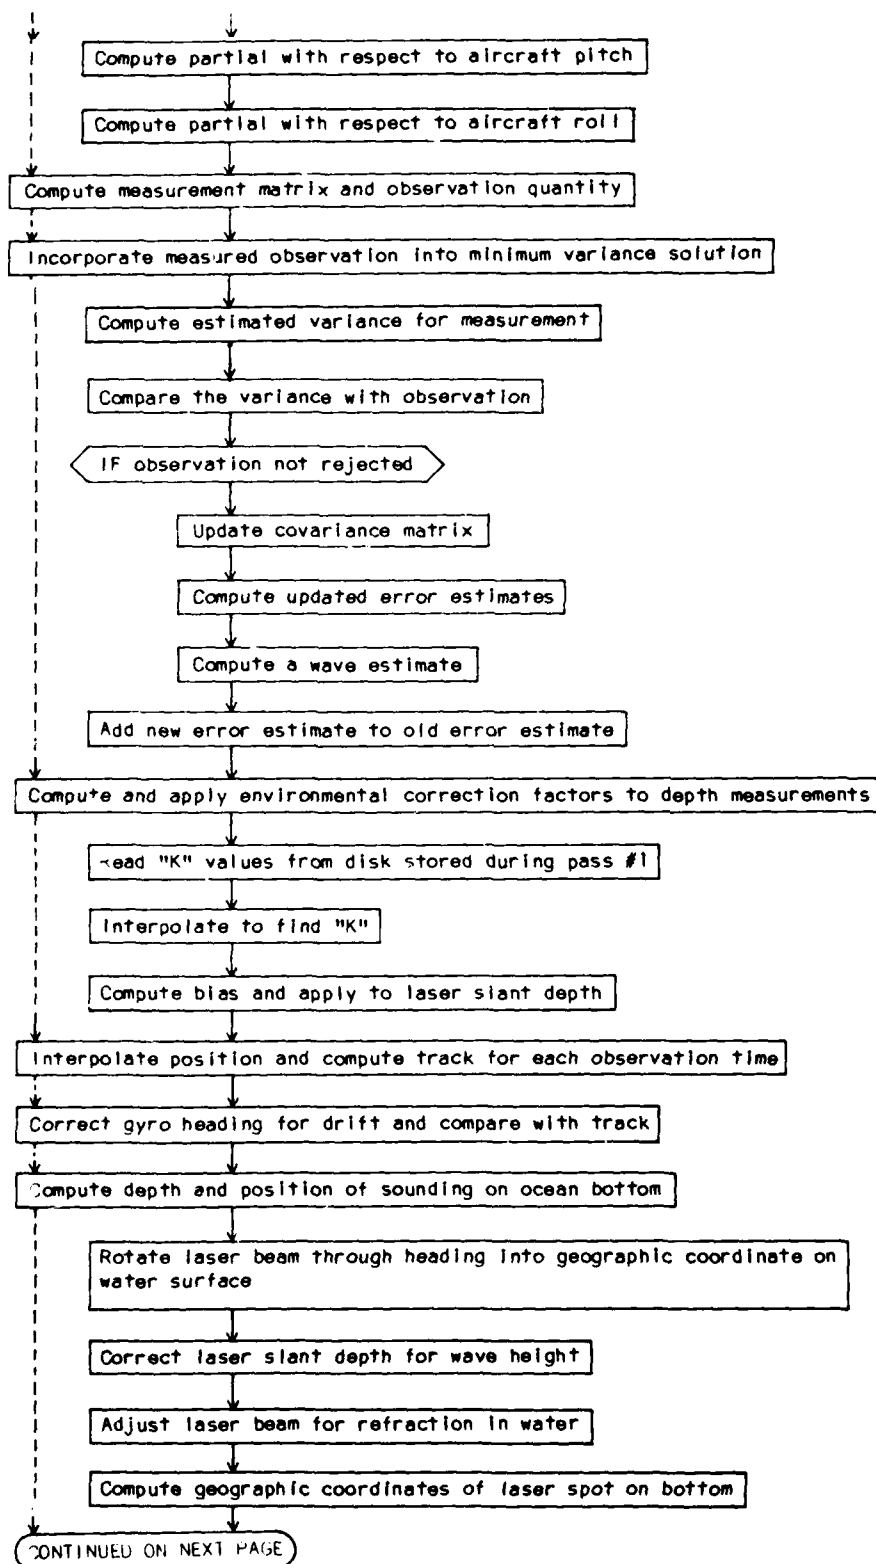 Compute partial with respect to aircraft pitch
Compute partial with respect to aircraft roll
Compute measurement matrix and observation quantity
Incorporate measured observation into minimum variance solution
Compute estimated variance for measurement
Compare the variance with observation
IF observation not rejected
Update covariance matrix
Compute updated error estimates
Compute a wave estimate
Add new error estimate to old error estimate
Compute and apply environmental correction factors to depth measurements
Read "K" values from disk stored during pass #1
Interpolate to find "K"
Compute bias and apply to laser slant depth
Interpolate position and compute track for each observation time
Correct gyro heading for drift and compare with track
Compute depth and position of sounding on ocean bottom
Rotate laser beam through heading into geographic coordinate on
water surface
Correct laser slant depth for wave height
Adjust laser beam for refraction in water
Compute geographic coordinates of laser spot on bottom
CONTINUED ON NEXT PAGE